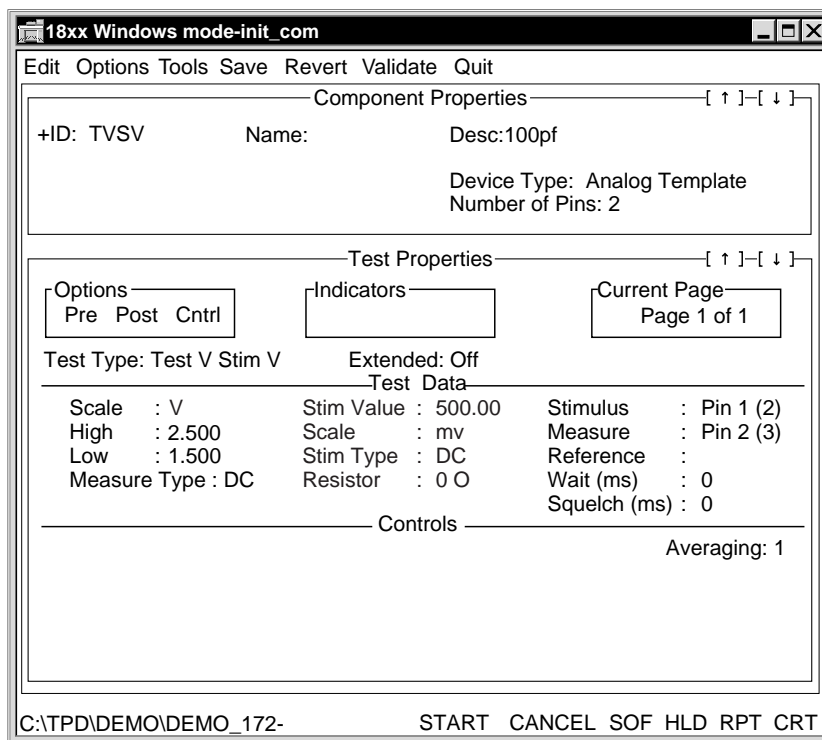 18xx Windows mode-init_com
Edit Options Tools Save Revert Validate Quit
Component Properties [ ↑ ]-[ ↓ ]
+ID: TVSV Name: Desc:100pf
Device Type: Analog Template
Number of Pins: 2
Test Properties [ ↑ ]-[ ↓ ]
Options Indicators Current Page
Pre Post Cntrl Page 1 of 1
Test Type: Test V Stim V Extended: Off
Test Data
Scale : V Stim Value : 500.00 Stimulus : Pin 1 (2)
High : 2.500 Scale : mv Measure : Pin 2 (3)
Low : 1.500 Stim Type : DC Reference :
Measure Type : DC Resistor : 0 O Wait (ms) : 0
Squelch (ms) : 0
Controls
Averaging: 1
C:\TPD\DEMO\DEMO_172- START CANCEL SOF HLD RPT CRT